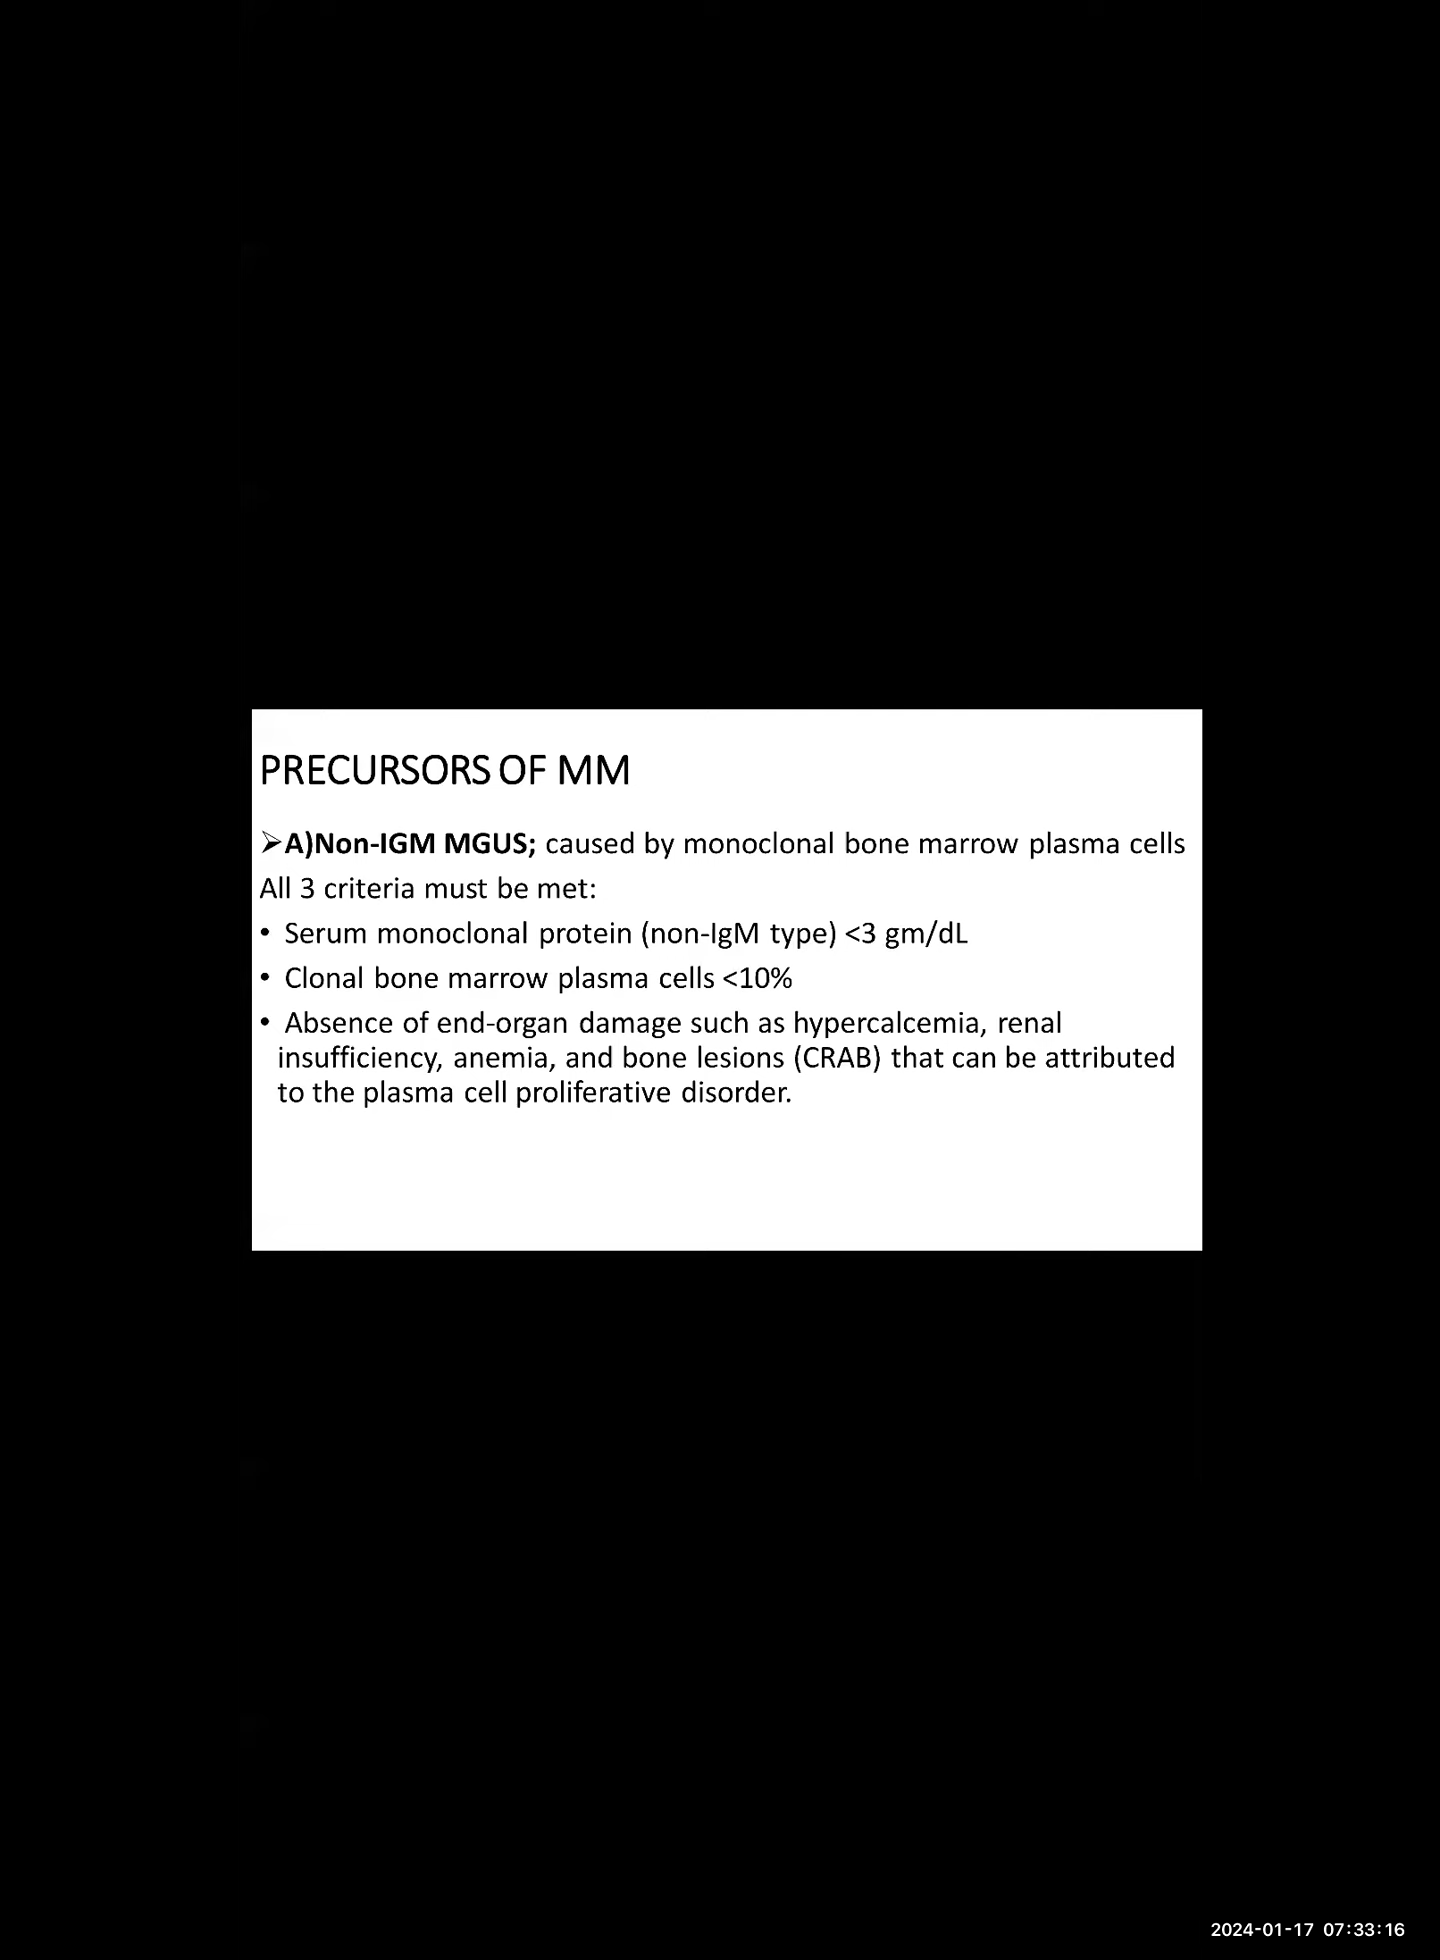 PRECURSORS OF MM
➢A)Non-IGM MGUS; caused by monoclonal bone marrow plasma cells
All 3 criteria must be met:
• Serum monoclonal protein (non-IgM type) <3 gm/dL
• Clonal bone marrow plasma cells <10%
• Absence of end-organ damage such as hypercalcemia, renal
insufficiency, anemia, and bone lesions (CRAB) that can be attributed
to the plasma cell proliferative disorder.
2024-01-17 07:33:16